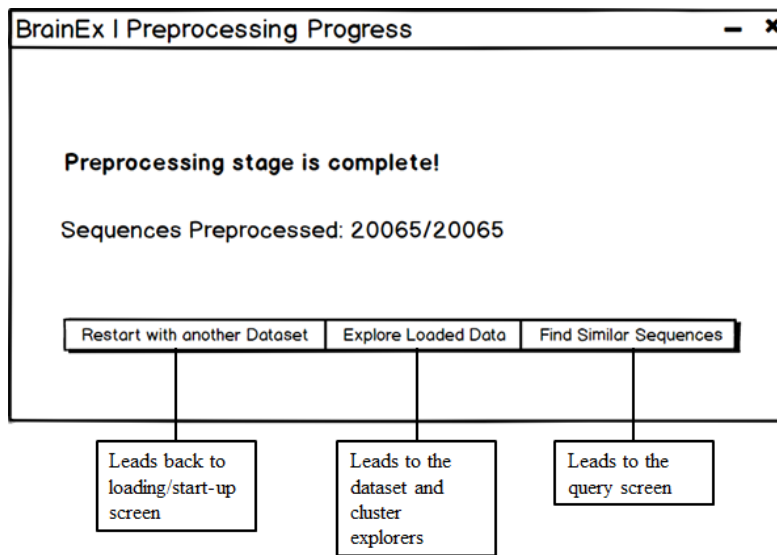 BrainEx | Preprocessing Progress
Preprocessing stage is complete!
Sequences Preprocessed: 20065/20065
Restart with another Dataset
Explore Loaded Data
Find Similar Sequences
Leads back to
loading/start-up
screen
Leads to the
dataset and
cluster
explorers
Leads to the
query screen